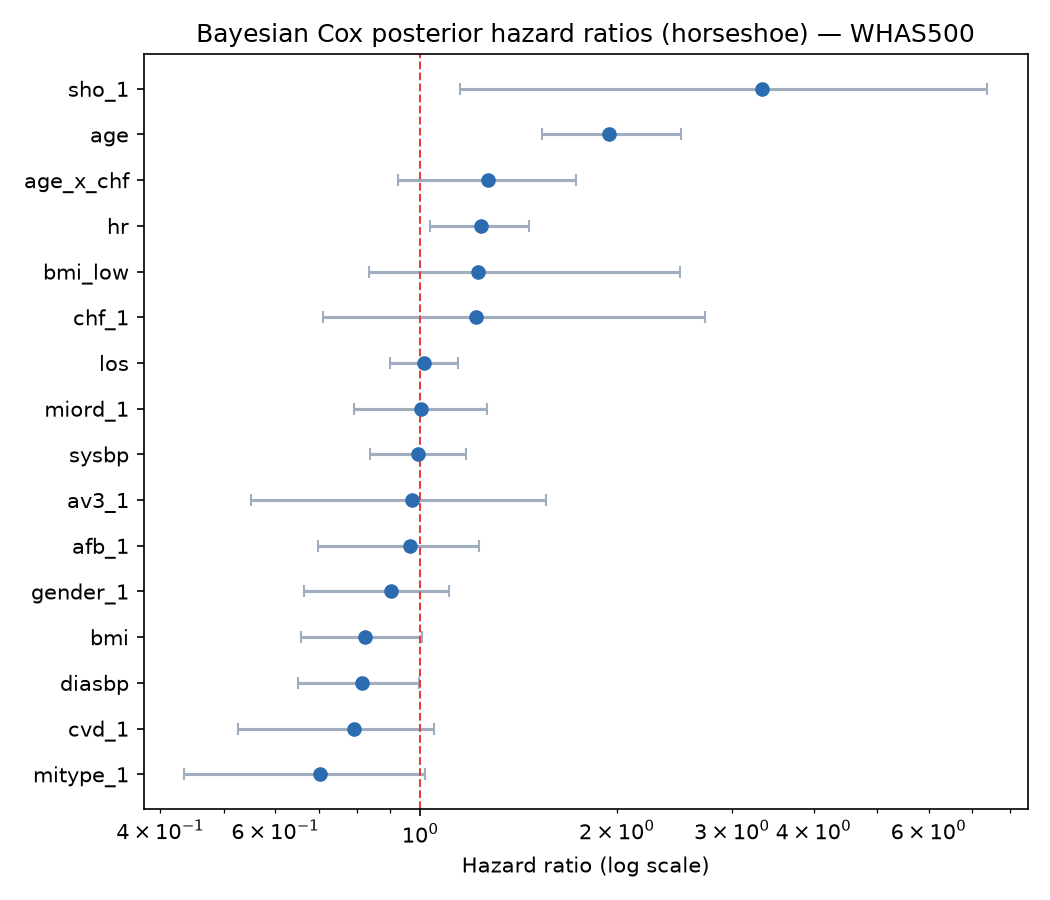 Bayesian Cox posterior hazard ratios (horseshoe) — WHAS500
sho_1
age
age_x_chf
hr
bmi_low
chf_1
los
miord_1
sysbp
av3_1
afb_1
gender_1
bmi
diasbp
cvd_1
mitype_1
4 × 10⁻¹ 6 × 10⁻¹ 10⁰ 2 × 10⁰ 3 × 10⁰ 4 × 10⁰ 6 × 10⁰
Hazard ratio (log scale)